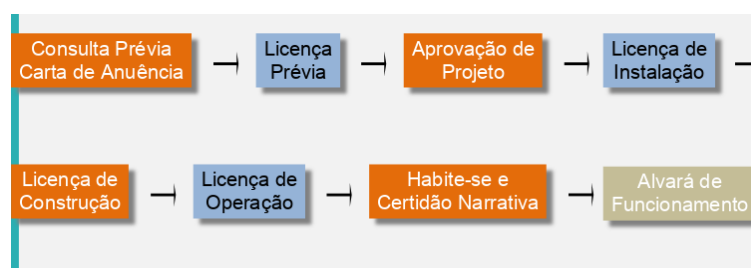 Consulta Prévia
Carta de Anuência
Licença
Prévia
Aprovação de
Projeto
Licença de
Instalação
Licença de
Construção
Licença de
Operação
Habite-se e
Certidão Narrativa
Alvará de
Funcionamento